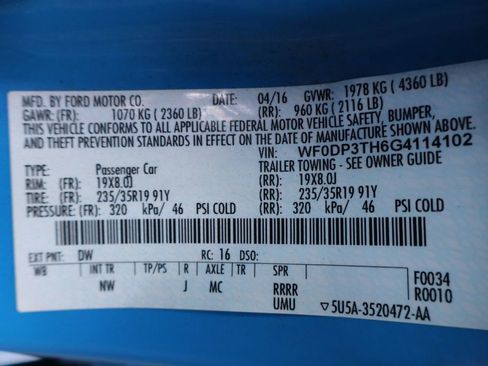 MFD. BY FORD MOTOR CO. DATE: 04/16 GVWR: 1978 KG ( 4360 LB)
GAWR: (FR): 1070 KG ( 2360 LB) (RR): 960 KG ( 2116 LB)
THIS VEHICLE CONFORMS TO ALL APPLICABLE FEDERAL MOTOR VEHICLE SAFETY, BUMPER,
AND THEFT PREVENTION STANDARDS IN EFFECT ON THE DATE OF MANUFACTURE SHOWN ABOVE.
VIN: WF0DP3TH6G4114102
TYPE: Passenger Car TRAILER TOWING - SEE OWNER GUIDE
RIM: (FR): 19X8.0J (RR): 19X8.0J
TIRE: (FR): 235/35R19 91Y (RR): 235/35R19 91Y
PRESSURE: (FR): 320 kPa/ 46 PSI COLD (RR): 320 kPa/ 46 PSI COLD
EXT PNT: DW RC: 16 DSO:
WB INT TR TP/PS R AXLE TR SPR F0034
NW J MC RRRR R0010
UMU ▽5U5A-3520472-AA